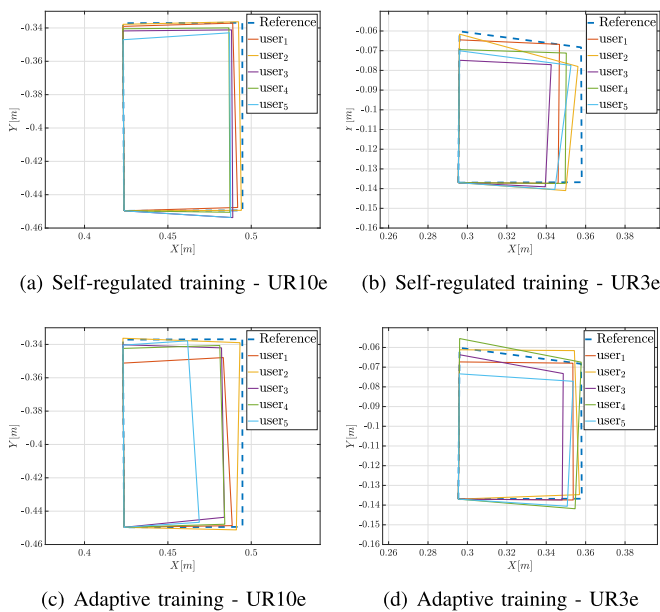 -0.34
-0.36
-0.38
-0.4
-0.42
-0.44
-0.46
Y[m]
0.4
0.45
0.5
X[m]
Reference
user1
user2
user3
user4
user5
(a) Self-regulated training - UR10e
-0.06
-0.07
-0.08
-0.09
-0.1
-0.11
-0.12
-0.13
-0.14
-0.15
-0.16
Y[m]
0.26
0.28
0.3
0.32
0.34
0.36
0.38
X[m]
Reference
user1
user2
user3
user4
user5
(b) Self-regulated training - UR3e
-0.34
-0.36
-0.38
-0.4
-0.42
-0.44
-0.46
Y[m]
0.4
0.45
0.5
X[m]
Reference
user1
user2
user3
user4
user5
(c) Adaptive training - UR10e
-0.06
-0.07
-0.08
-0.09
-0.1
-0.11
-0.12
-0.13
-0.14
-0.15
-0.16
Y[m]
0.26
0.28
0.3
0.32
0.34
0.36
0.38
X[m]
Reference
user1
user2
user3
user4
user5
(d) Adaptive training - UR3e